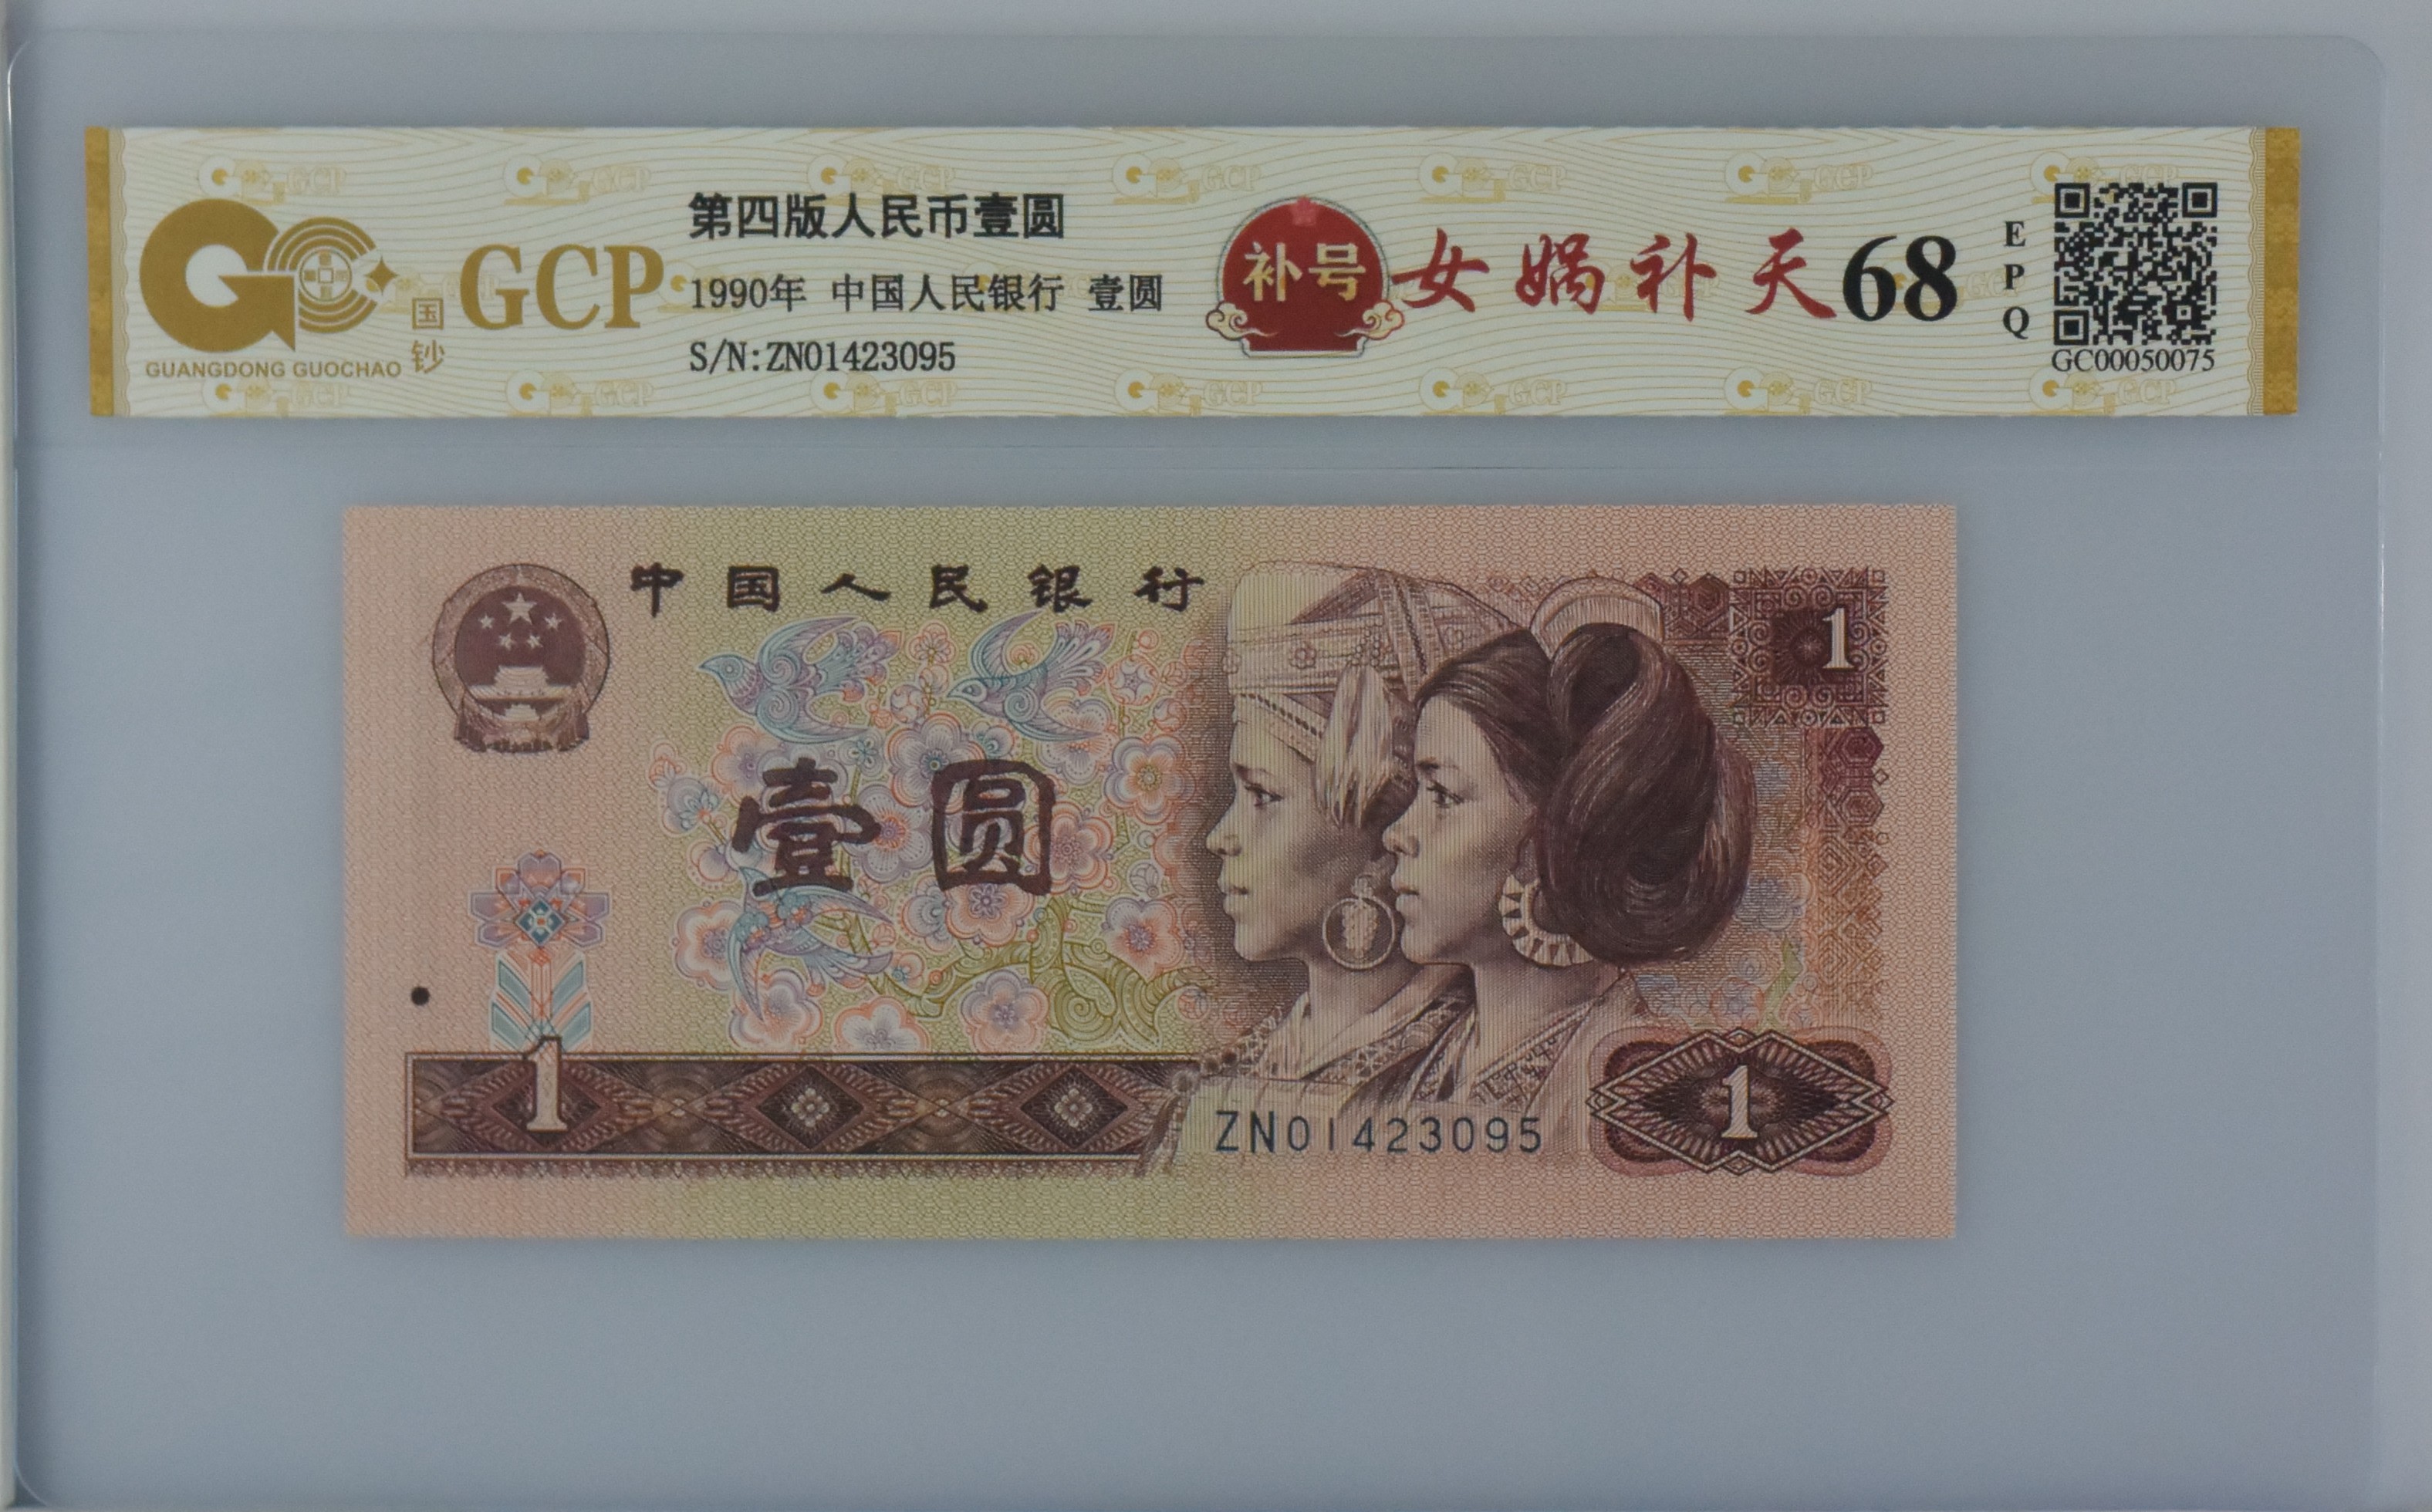 GCP
国
钞
GUANGDONG GUOCHAO
第四版人民币壹圆
1990年 中国人民银行 壹圆
S/N:ZN01423095
补号
女娲补天 68
E
P
Q
GC00050075
中国人民银行
1
壹圆
1
1
ZN01423095